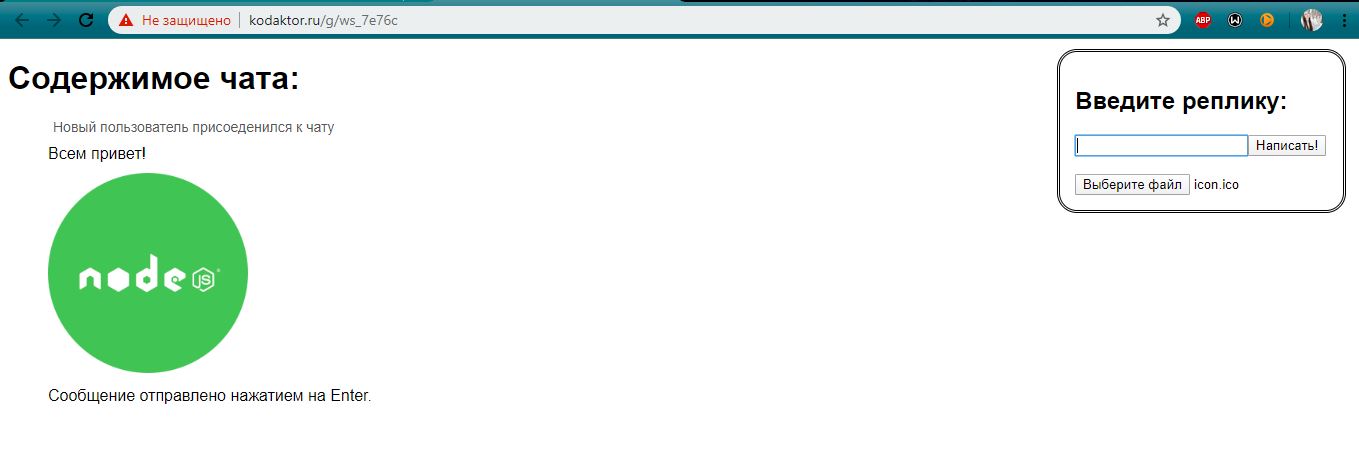 Не защищено | kodaktor.ru/g/ws_7e76c
ABP
W
Содержимое чата:
Новый пользователь присоеденился к чату
Всем привет!
node JS
Сообщение отправлено нажатием на Enter.
Введите реплику:
Написать!
Выберите файл icon.ico